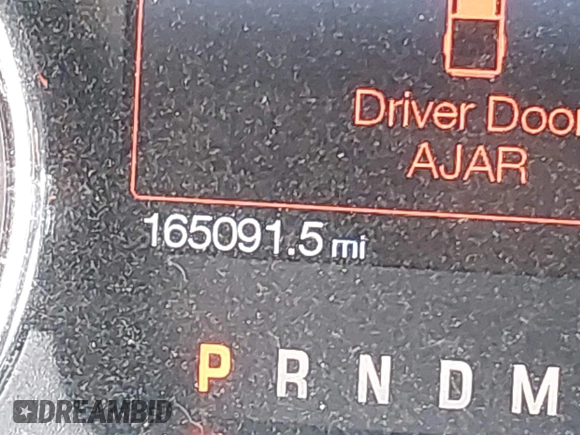 Driver Door
AJAR
165091.5 mi
P R N D M
DREAMBID